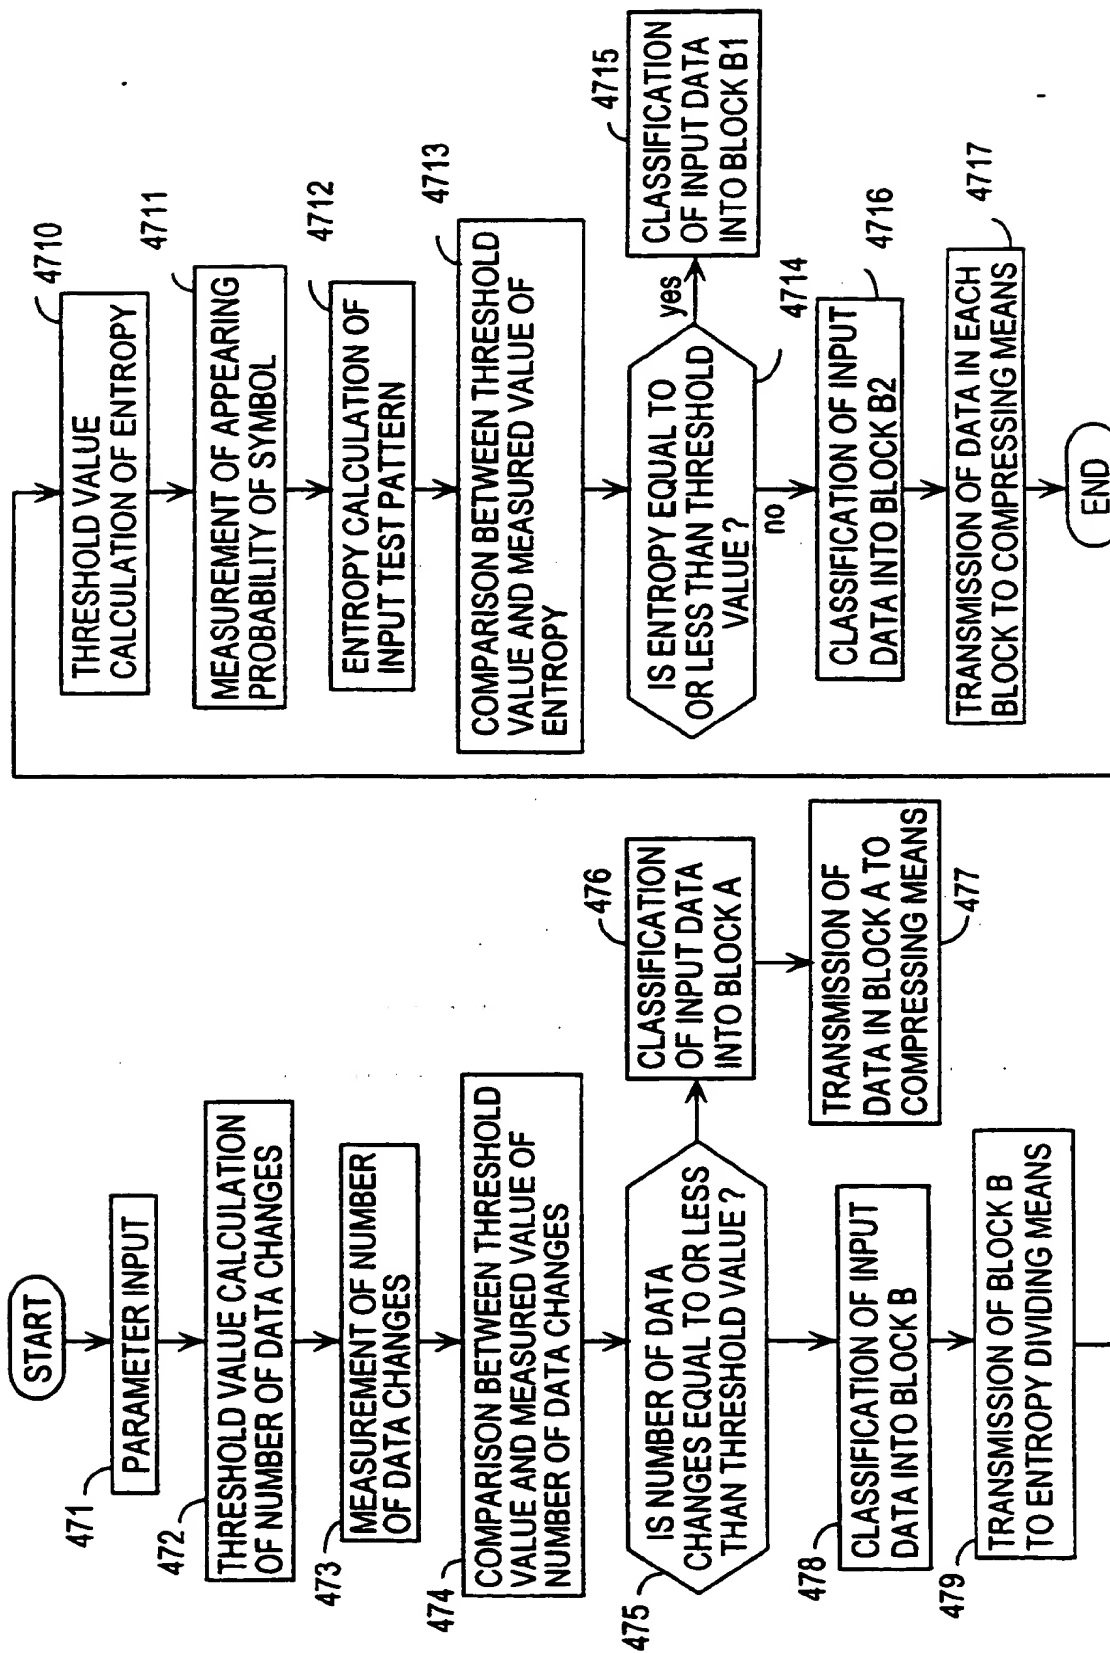 START
471
PARAMETER INPUT
472
THRESHOLD VALUE CALCULATION
OF NUMBER OF DATA CHANGES
473
MEASUREMENT OF NUMBER
OF DATA CHANGES
474
COMPARISON BETWEEN THRESHOLD
VALUE AND MEASURED VALUE OF
NUMBER OF DATA CHANGES
475
IS NUMBER OF DATA
CHANGES EQUAL TO OR LESS
THAN THRESHOLD VALUE?
476
CLASSIFICATION
OF INPUT DATA
INTO BLOCK A
TRANSMISSION OF
DATA IN BLOCK A TO
COMPRESSING MEANS
477
478
CLASSIFICATION OF INPUT
DATA INTO BLOCK B
479
TRANSMISSION OF BLOCK B
TO ENTROPY DIVIDING MEANS
4710
THRESHOLD VALUE
CALCULATION OF ENTROPY
4711
MEASUREMENT OF APPEARING
PROBABILITY OF SYMBOL
4712
ENTROPY CALCULATION OF
INPUT TEST PATTERN
4713
COMPARISON BETWEEN THRESHOLD
VALUE AND MEASURED VALUE OF
ENTROPY
IS ENTROPY EQUAL TO
OR LESS THAN THRESHOLD
VALUE?
4714
yes
4715
CLASSIFICATION
OF INPUT DATA
INTO BLOCK B1
no
4716
CLASSIFICATION OF INPUT
DATA INTO BLOCK B2
4717
TRANSMISSION OF DATA IN EACH
BLOCK TO COMPRESSING MEANS
END